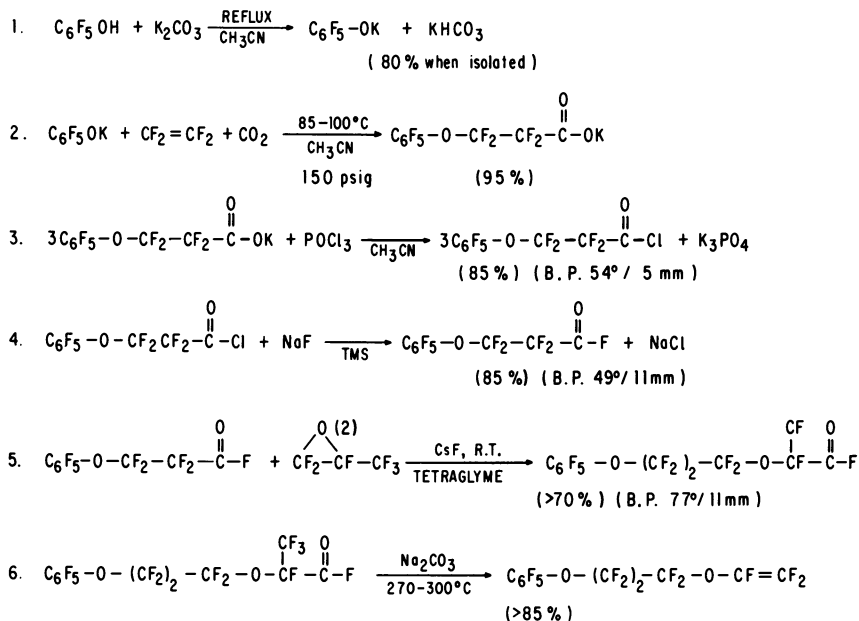 REFLUX
1. C6F5OH + K2CO3 → C6F5-OK + KHCO3
CH3CN
(80% when isolated)
O
85-100°C
2. C6F5OK + CF2=CF2 + CO2 → C6F5-O-CF2-CF2-C-OK
CH3CN
150 psig (95%)
O O
3. 3C6F5-O-CF2-CF2-C-OK + POCl3 → 3C6F5-O-CF2-CF2-C-Cl + K3PO4
CH3CN
(85%) (B.P. 54°/ 5 mm)
O O
4. C6F5-O-CF2CF2-C-Cl + NaF → C6F5-O-CF2-CF2-C-F + NaCl
TMS
(85%) (B.P. 49°/11mm)
O O (2) CF O
CsF, R.T.
5. C6F5-O-CF2-CF2-C-F + CF2-CF-CF3 → C6F5-O-(CF2)2-CF2-O-CF-C-F
TETRAGLYME
(>70%) (B.P. 77°/11mm)
CF3 O
Na2CO3
6. C6F5-O-(CF2)2-CF2-O-CF-C-F → C6F5-O-(CF2)2-CF2-O-CF=CF2
270-300°C
(>85%)